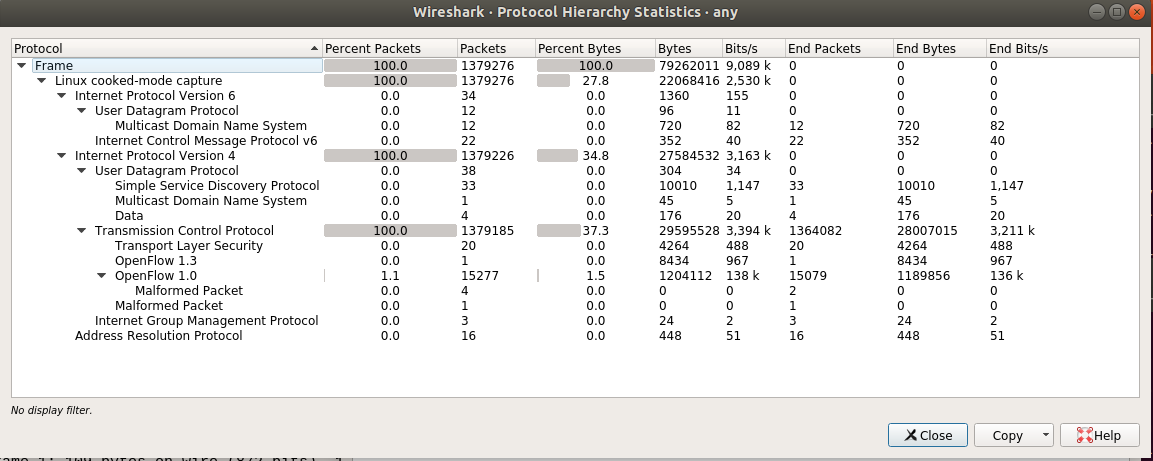 Wireshark · Protocol Hierarchy Statistics · any
Protocol Percent Packets Packets Percent Bytes Bytes Bits/s End Packets End Bytes End Bits/s
Frame 100.0 1379276 100.0 79262011 9,089 k 0 0 0
Linux cooked-mode capture 100.0 1379276 27.8 22068416 2,530 k 0 0 0
Internet Protocol Version 6 0.0 34 0.0 1360 155 0 0 0
User Datagram Protocol 0.0 12 0.0 96 11 0 0 0
Multicast Domain Name System 0.0 12 0.0 720 82 12 720 82
Internet Control Message Protocol v6 0.0 22 0.0 352 40 22 352 40
Internet Protocol Version 4 100.0 1379226 34.8 27584532 3,163 k 0 0 0
User Datagram Protocol 0.0 38 0.0 304 34 0 0 0
Simple Service Discovery Protocol 0.0 33 0.0 10010 1,147 33 10010 1,147
Multicast Domain Name System 0.0 1 0.0 45 5 1 45 5
Data 0.0 4 0.0 176 20 4 176 20
Transmission Control Protocol 100.0 1379185 37.3 29595528 3,394 k 1364082 28007015 3,211 k
Transport Layer Security 0.0 20 0.0 4264 488 20 4264 488
OpenFlow 1.3 0.0 1 0.0 8434 967 1 8434 967
OpenFlow 1.0 1.1 15277 1.5 1204112 138 k 15079 1189856 136 k
Malformed Packet 0.0 4 0.0 0 0 2 0 0
Malformed Packet 0.0 1 0.0 0 0 1 0 0
Internet Group Management Protocol 0.0 3 0.0 24 2 3 24 2
Address Resolution Protocol 0.0 16 0.0 448 51 16 448 51
No display filter.
Close Copy Help